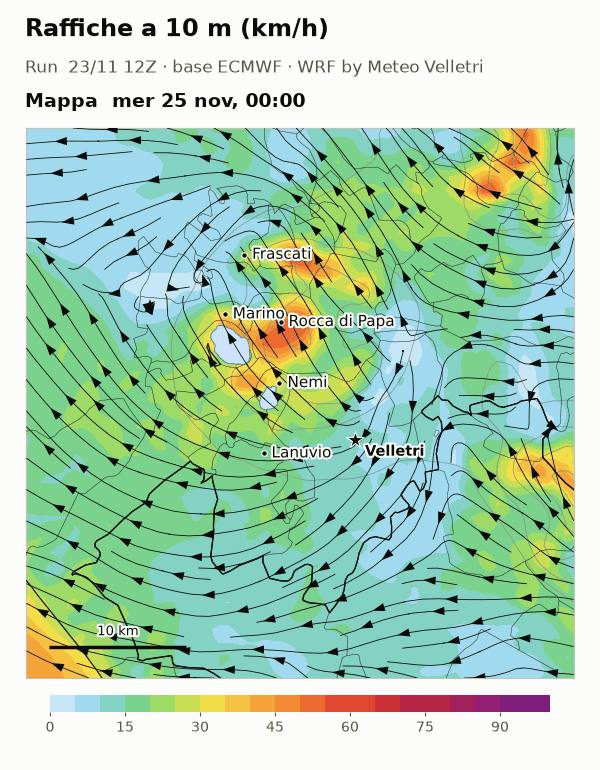 Raffiche a 10 m (km/h)
Run  23/11 12Z · base ECMWF · WRF by Meteo Velletri
Mappa  mer 25 nov, 00:00
Frascati
Marino
Rocca di Papa
Nemi
Velletri
Lanuvio
10 km
0 15 30 45 60 75 90